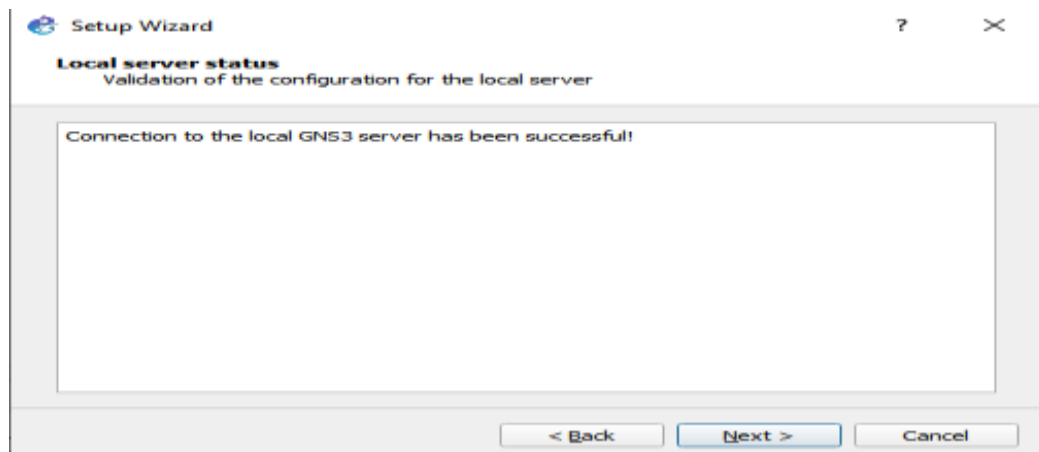 Setup Wizard ? ×
Local server status
Validation of the configuration for the local server
Connection to the local GNS3 server has been successful!
< Back Next > Cancel